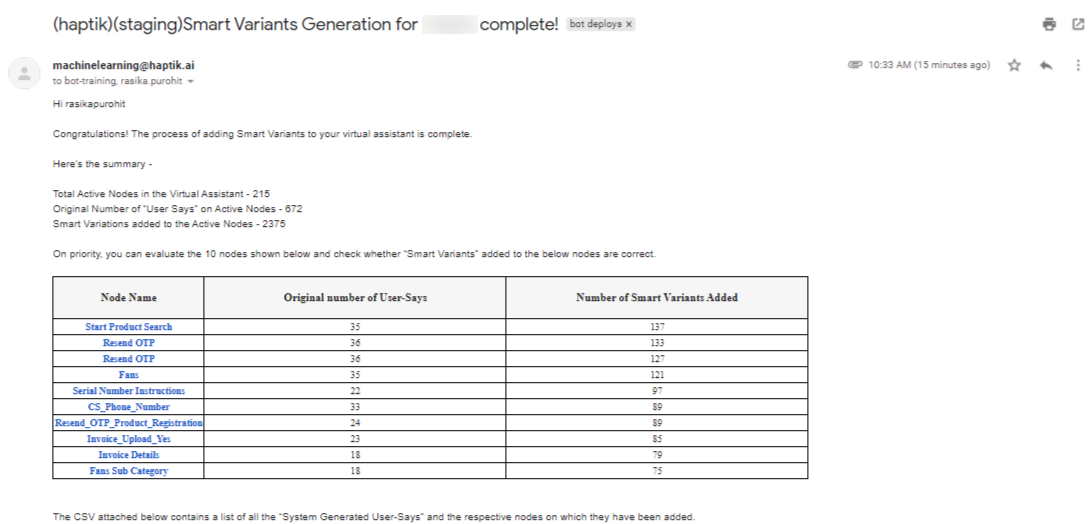 (haptik)(staging)Smart Variants Generation for complete! bot deploys x
machinelearning@haptik.ai 10:33 AM (15 minutes ago)
to bot-training, rasika.purohit
Hi rasikapurohit
Congratulations! The process of adding Smart Variants to your virtual assistant is complete.
Here's the summary -
Total Active Nodes in the Virtual Assistant - 215
Original Number of "User Says" on Active Nodes - 672
Smart Variations added to the Active Nodes - 2375
On priority, you can evaluate the 10 nodes shown below and check whether "Smart Variants" added to the below nodes are correct.
Node Name Original number of User-Says Number of Smart Variants Added
Start Product Search 35 137
Resend OTP 36 133
Resend OTP 36 127
Fans 35 121
Serial Number Instructions 22 97
CS_Phone_Number 33 89
Resend_OTP_Product_Registration 24 89
Invoice_Upload_Yes 23 85
Invoice Details 18 79
Fans Sub Category 18 75
The CSV attached below contains a list of all the "System Generated User-Says" and the respective nodes on which they have been added.